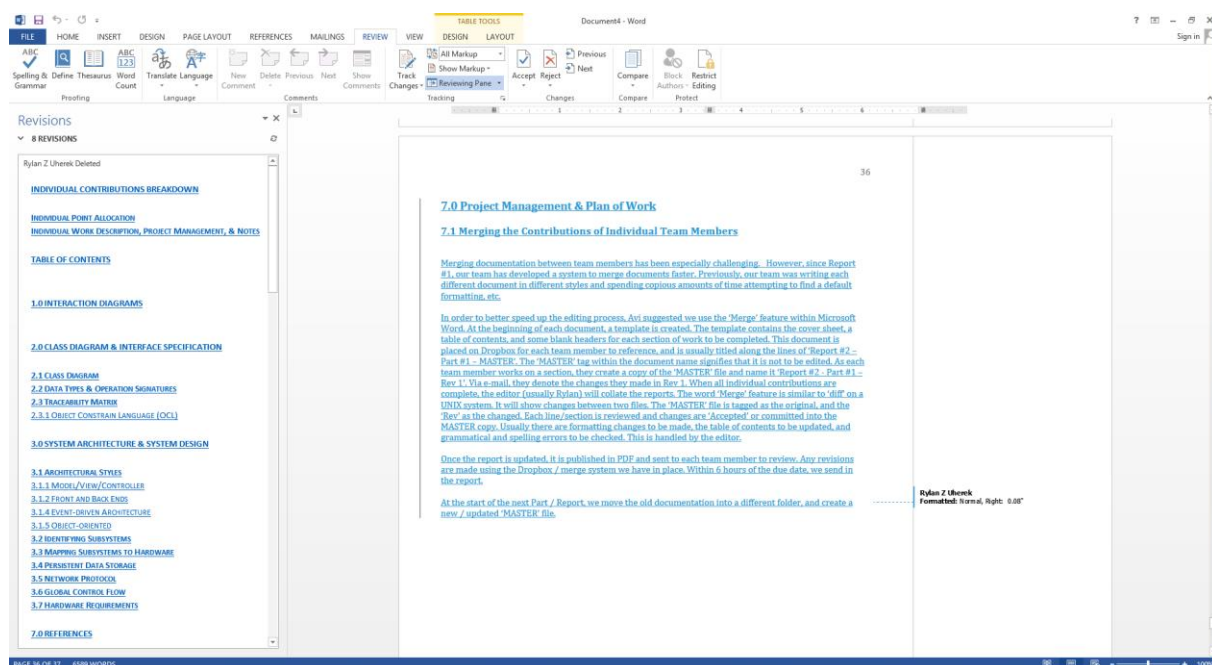 TABLE TOOLS
Document4 - Word
Sign in
FILE HOME INSERT DESIGN PAGE LAYOUT REFERENCES MAILINGS REVIEW VIEW DESIGN LAYOUT
ABC Spelling & Grammar
Define
Thesaurus
ABC 123 Word Count
Translate
Language
New Comment
Delete
Previous
Next
Show Comments
Track Changes
All Markup
Show Markup
Reviewing Pane
Accept
Reject
Previous
Next
Compare
Block Authors
Restrict Editing
Proofing Language Comments Tracking Changes Compare Protect
Revisions
8 REVISIONS
Rylan Z Uherek Deleted
INDIVIDUAL CONTRIBUTIONS BREAKDOWN
INDIVIDUAL POINT ALLOCATION
INDIVIDUAL WORK DESCRIPTION, PROJECT MANAGEMENT, & NOTES
TABLE OF CONTENTS
1.0 INTERACTION DIAGRAMS
2.0 CLASS DIAGRAM & INTERFACE SPECIFICATION
2.1 CLASS DIAGRAM
2.2 DATA TYPES & OPERATION SIGNATURES
2.3 TRACEABILITY MATRIX
2.3.1 OBJECT CONSTRAIN LANGUAGE (OCL)
3.0 SYSTEM ARCHITECTURE & SYSTEM DESIGN
3.1 ARCHITECTURAL STYLES
3.1.1 MODEL/VIEW/CONTROLLER
3.1.2 FRONT AND BACK ENDS
3.1.4 EVENT-DRIVEN ARCHITECTURE
3.1.5 OBJECT-ORIENTED
3.2 IDENTIFYING SUBSYSTEMS
3.3 MAPPING SUBSYSTEMS TO HARDWARE
3.4 PERSISTENT DATA STORAGE
3.5 NETWORK PROTOCOL
3.6 GLOBAL CONTROL FLOW
3.7 HARDWARE REQUIREMENTS
7.0 REFERENCES
36
7.0 Project Management & Plan of Work
7.1 Merging the Contributions of Individual Team Members
Merging documentation between team members has been especially challenging. However, since Report
#1, our team has developed a system to merge documents faster. Previously, our team was writing each
different document in different styles and spending copious amounts of time attempting to find a default
formatting, etc.
In order to better speed up the editing process, Avi suggested we use the 'Merge' feature within Microsoft
Word. At the beginning of each document, a template is created. The template contains the cover sheet, a
table of contents, and some blank headers for each section of work to be completed. This document is
placed on Dropbox for each team member to reference, and is usually titled along the lines of 'Report #2 –
Part #1 – MASTER'. The 'MASTER' tag within the document name signifies that it is not to be edited. As each
team member works on a section, they create a copy of the 'MASTER' file and name it 'Report #2 - Part #1 –
Rev 1'. Via e-mail, they denote the changes they made in Rev 1. When all individual contributions are
complete, the editor (usually Rylan) will collate the reports. The word 'Merge' feature is similar to 'diff' on a
UNIX system. It will show changes between two files. The 'MASTER' file is tagged as the original, and the
'Rev' as the changed. Each line/section is reviewed and changes are 'Accepted' or committed into the
MASTER copy. Usually there are formatting changes to be made, the table of contents to be updated, and
grammatical and spelling errors to be checked. This is handled by the editor.
Once the report is updated, it is published in PDF and sent to each team member to review. Any revisions
are made using the Dropbox / merge system we have in place. Within 6 hours of the due date, we send in
the report.
At the start of the next Part / Report, we move the old documentation into a different folder, and create a
new / updated 'MASTER' file.
Rylan Z Uherek
Formatted: Normal, Right: 0.08"
PAGE 36 OF 37 6589 WORDS
100%